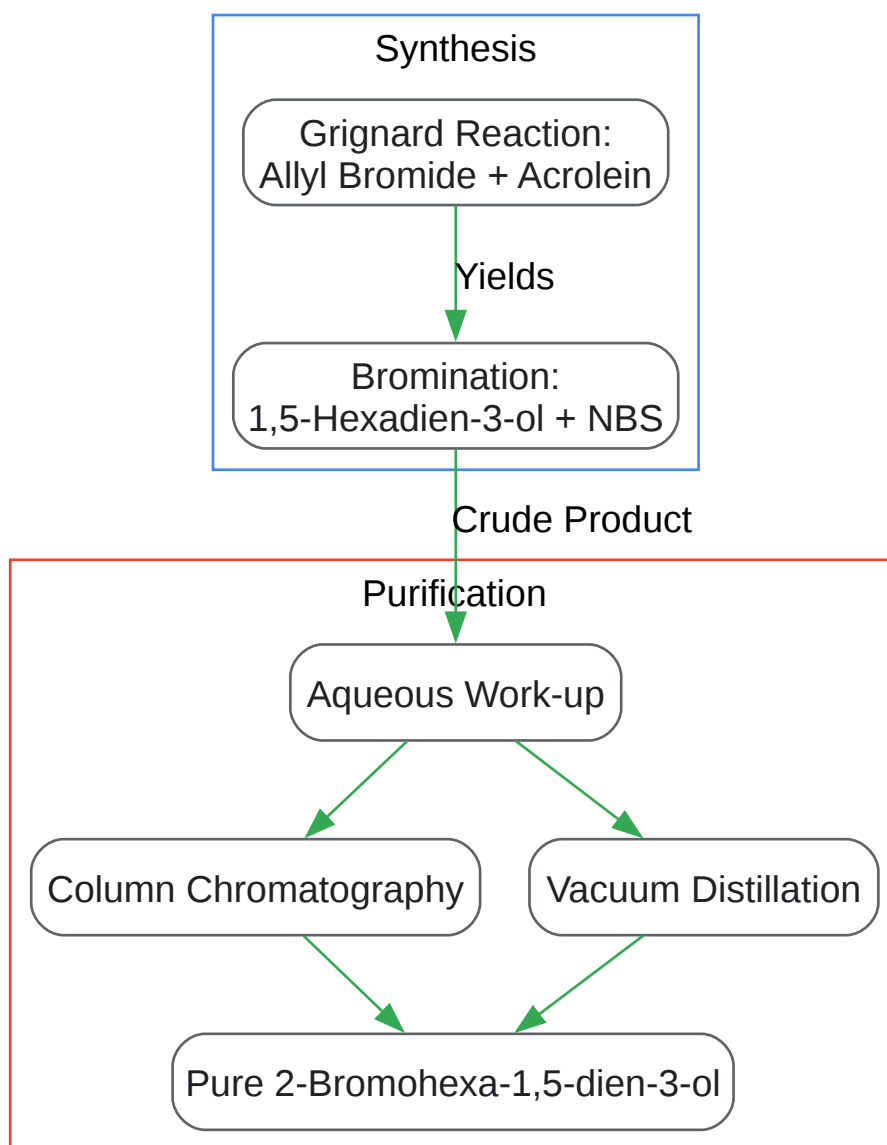 Synthesis
Grignard Reaction:
Allyl Bromide + Acrolein
Yields
Bromination:
1,5-Hexadien-3-ol + NBS
Crude Product
Purification
Aqueous Work-up
Column Chromatography
Vacuum Distillation
Pure 2-Bromohexa-1,5-dien-3-ol